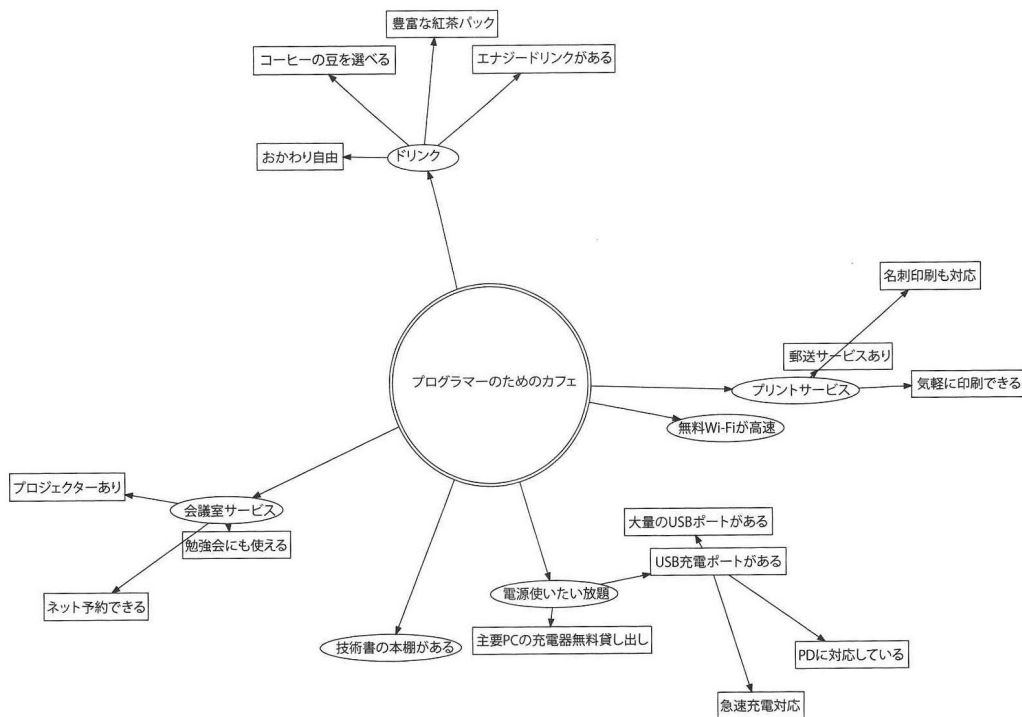 豊富な紅茶パック
コーヒーの豆を選べる
エナジードリンクがある
おかわり自由
ドリンク
名刺印刷も対応
郵送サービスあり
プログラマーのためのカフェ
プリントサービス
気軽に印刷できる
無料Wi-Fiが高速
プロジェクターあり
会議室サービス
勉強会にも使える
大量のUSBポートがある
USB充電ポートがある
電源使いたい放題
ネット予約できる
主要PCの充電器無料貸し出し
技術書の本棚がある
PDに対応している
急速充電対応